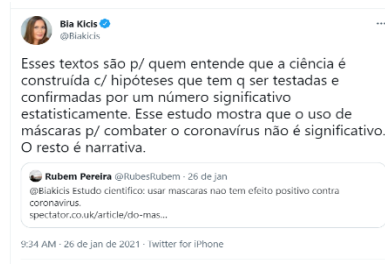 Bia Kicis
@Biakicis
Esses textos são p/ quem entende que a ciência é
construída c/ hipóteses que tem q ser testadas e
confirmadas por um número significativo
estatisticamente. Esse estudo mostra que o uso de
máscaras p/ combater o coronavírus não é significativo.
O resto é narrativa.
Rubem Pereira @RubesRubem · 26 de jan
@Biakicis Estudo científico: usar mascaras nao tem efeito positivo contra
coronavirus.
spectator.co.uk/article/do-mas...
9:34 AM · 26 de jan de 2021 · Twitter for iPhone